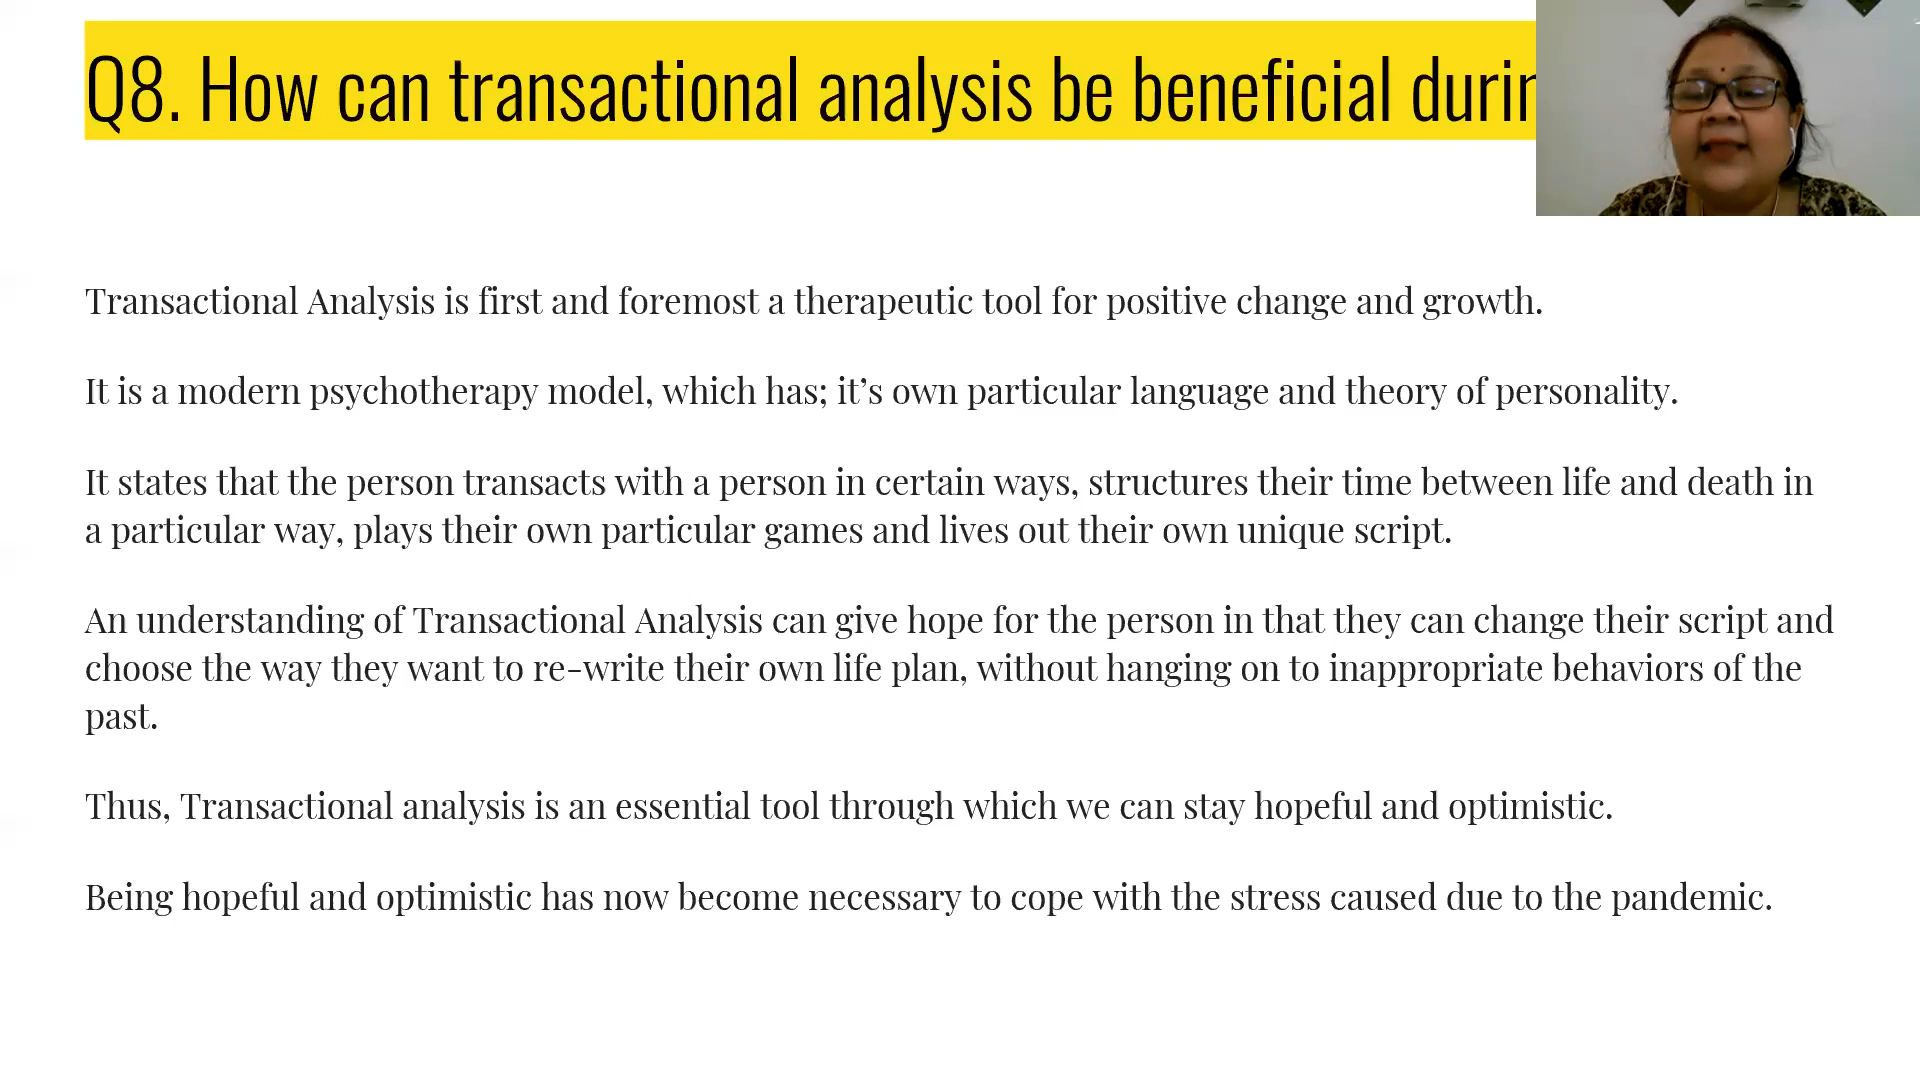 Q8. How can transactional analysis be beneficial
Transactional Analysis is first and foremost a therapeutic tool for positive change and growth.
It is a modern psychotherapy model, which has; it’s own particular language and theory of personality.
It states that the person transacts with a person in certain ways, structures their time between life and death in
a particular way, plays their own particular games and lives out their own unique script.
An understanding of Transactional Analysis can give hope for the person in that they can change their script and
choose the way they want to re-write their own life plan, without hanging on to inappropriate behaviors of the
past.
Thus, Transactional analysis is an essential tool through which we can stay hopeful and optimistic.
Being hopeful and optimistic has now become necessary to cope with the stress caused due to the pandemic.